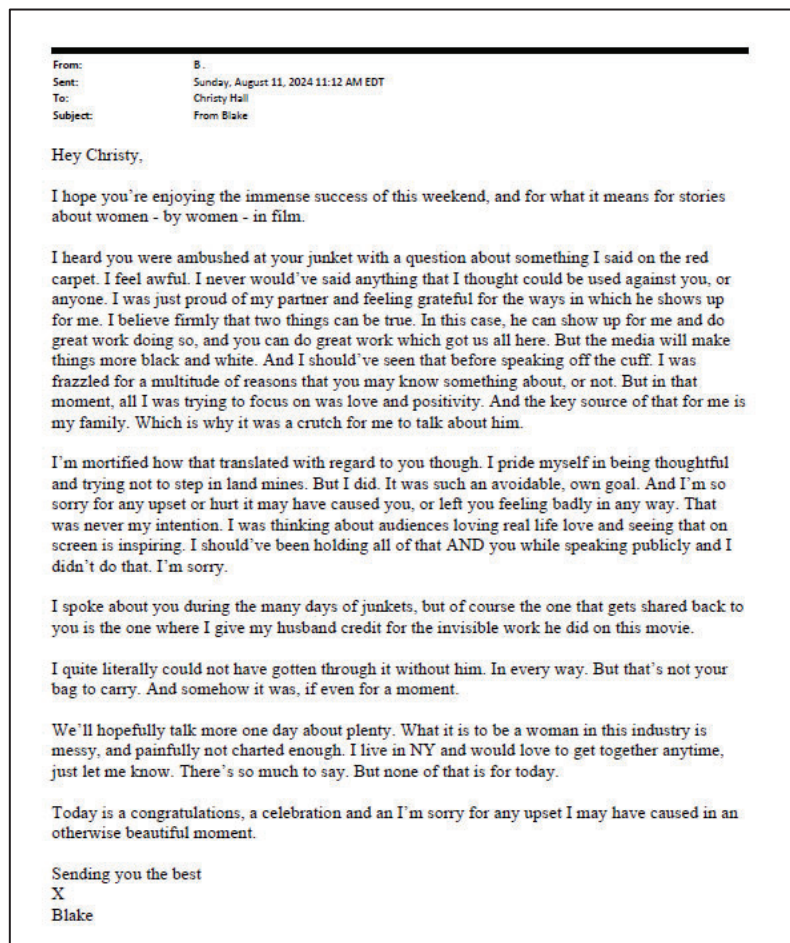 From: B.
Sent: Sunday, August 11, 2024 11:12 AM EDT
To: Christy Hall
Subject: From Blake
Hey Christy,
I hope you're enjoying the immense success of this weekend, and for what it means for stories
about women - by women - in film.
I heard you were ambushed at your junket with a question about something I said on the red
carpet. I feel awful. I never would've said anything that I thought could be used against you, or
anyone. I was just proud of my partner and feeling grateful for the ways in which he shows up
for me. I believe firmly that two things can be true. In this case, he can show up for me and do
great work doing so, and you can do great work which got us all here. But the media will make
things more black and white. And I should've seen that before speaking off the cuff. I was
frazzled for a multitude of reasons that you may know something about, or not. But in that
moment, all I was trying to focus on was love and positivity. And the key source of that for me is
my family. Which is why it was a crutch for me to talk about him.
I'm mortified how that translated with regard to you though. I pride myself in being thoughtful
and trying not to step in land mines. But I did. It was such an avoidable, own goal. And I'm so
sorry for any upset or hurt it may have caused you, or left you feeling badly in any way. That
was never my intention. I was thinking about audiences loving real life love and seeing that on
screen is inspiring. I should've been holding all of that AND you while speaking publicly and I
didn't do that. I'm sorry.
I spoke about you during the many days of junkets, but of course the one that gets shared back to
you is the one where I give my husband credit for the invisible work he did on this movie.
I quite literally could not have gotten through it without him. In every way. But that's not your
bag to carry. And somehow it was, if even for a moment.
We'll hopefully talk more one day about plenty. What it is to be a woman in this industry is
messy, and painfully not charted enough. I live in NY and would love to get together anytime,
just let me know. There's so much to say. But none of that is for today.
Today is a congratulations, a celebration and an I'm sorry for any upset I may have caused in an
otherwise beautiful moment.
Sending you the best
X
Blake